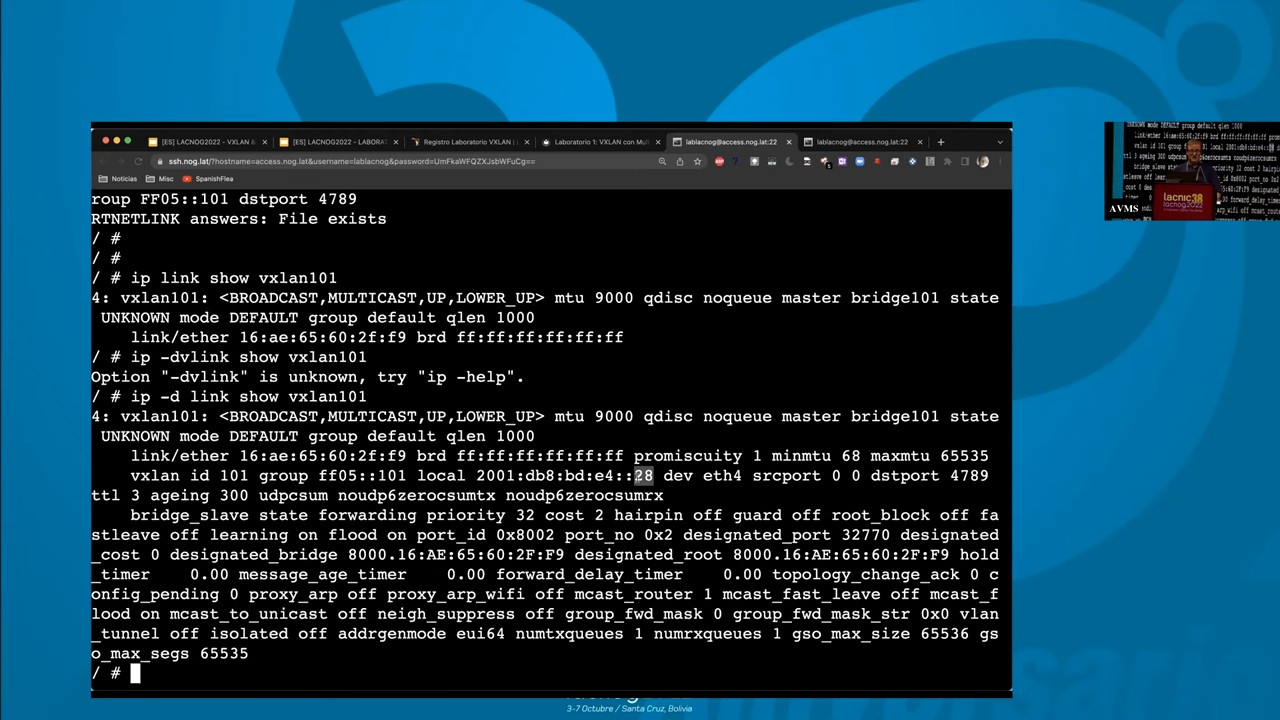 [ES] LACNOG2022 - VXLAN &
[ES] LACNOG2022 - LABORAT
Registro Laboratorio VXLAN |
Laboratorio 1: VXLAN con Mult
lablacnog@access.nog.lat:22
lablacnog@access.nog.lat:22
Noticias
Misc
SpanishFlea
roup FF05::101 dstport 4789
RTNETLINK answers: File exists
/ #
/ #
/ # ip link show vxlan101
4: vxlan101: <BROADCAST,MULTICAST,UP,LOWER_UP> mtu 9000 qdisc noqueue master bridge101 state
UNKNOWN mode DEFAULT group default qlen 1000
link/ether 16:ae:65:60:2f:f9 brd ff:ff:ff:ff:ff:ff
/ # ip -dvlink show vxlan101
Option "-dvlink" is unknown, try "ip -help".
/ # ip -d link show vxlan101
4: vxlan101: <BROADCAST,MULTICAST,UP,LOWER_UP> mtu 9000 qdisc noqueue master bridge101 state
UNKNOWN mode DEFAULT group default qlen 1000
link/ether 16:ae:65:60:2f:f9 brd ff:ff:ff:ff:ff:ff promiscuity 1 minmtu 68 maxmtu 65535
vxlan id 101 group ff05::101 local 2001:db8:bd:e4::28 dev eth4 srcport 0 0 dstport 4789
ttl 3 ageing 300 udpcsum noudp6zerocsumtx noudp6zerocsumrx
bridge_slave state forwarding priority 32 cost 2 hairpin off guard off root_block off fa
stleave off learning on flood on port_id 0x8002 port_no 0x2 designated_port 32770 designated
_cost 0 designated_bridge 8000.16:AE:65:60:2F:F9 designated_root 8000.16:AE:65:60:2F:F9 hold
_timer 0.00 message_age_timer 0.00 forward_delay_timer 0.00 topology_change_ack 0 c
onfig_pending 0 proxy_arp off proxy_arp_wifi off mcast_router 1 mcast_fast_leave off mcast_f
lood on mcast_to_unicast off neigh_suppress off group_fwd_mask 0 group_fwd_mask_str 0x0 vlan
_tunnel off isolated off addrgenmode eui64 numtxqueues 1 numrxqueues 1 gso_max_size 65536 gs
o_max_segs 65535
/ #
AVMS
lacnic38
lacnog2022
3-7 Octubre / Santa Cruz, Bolivia